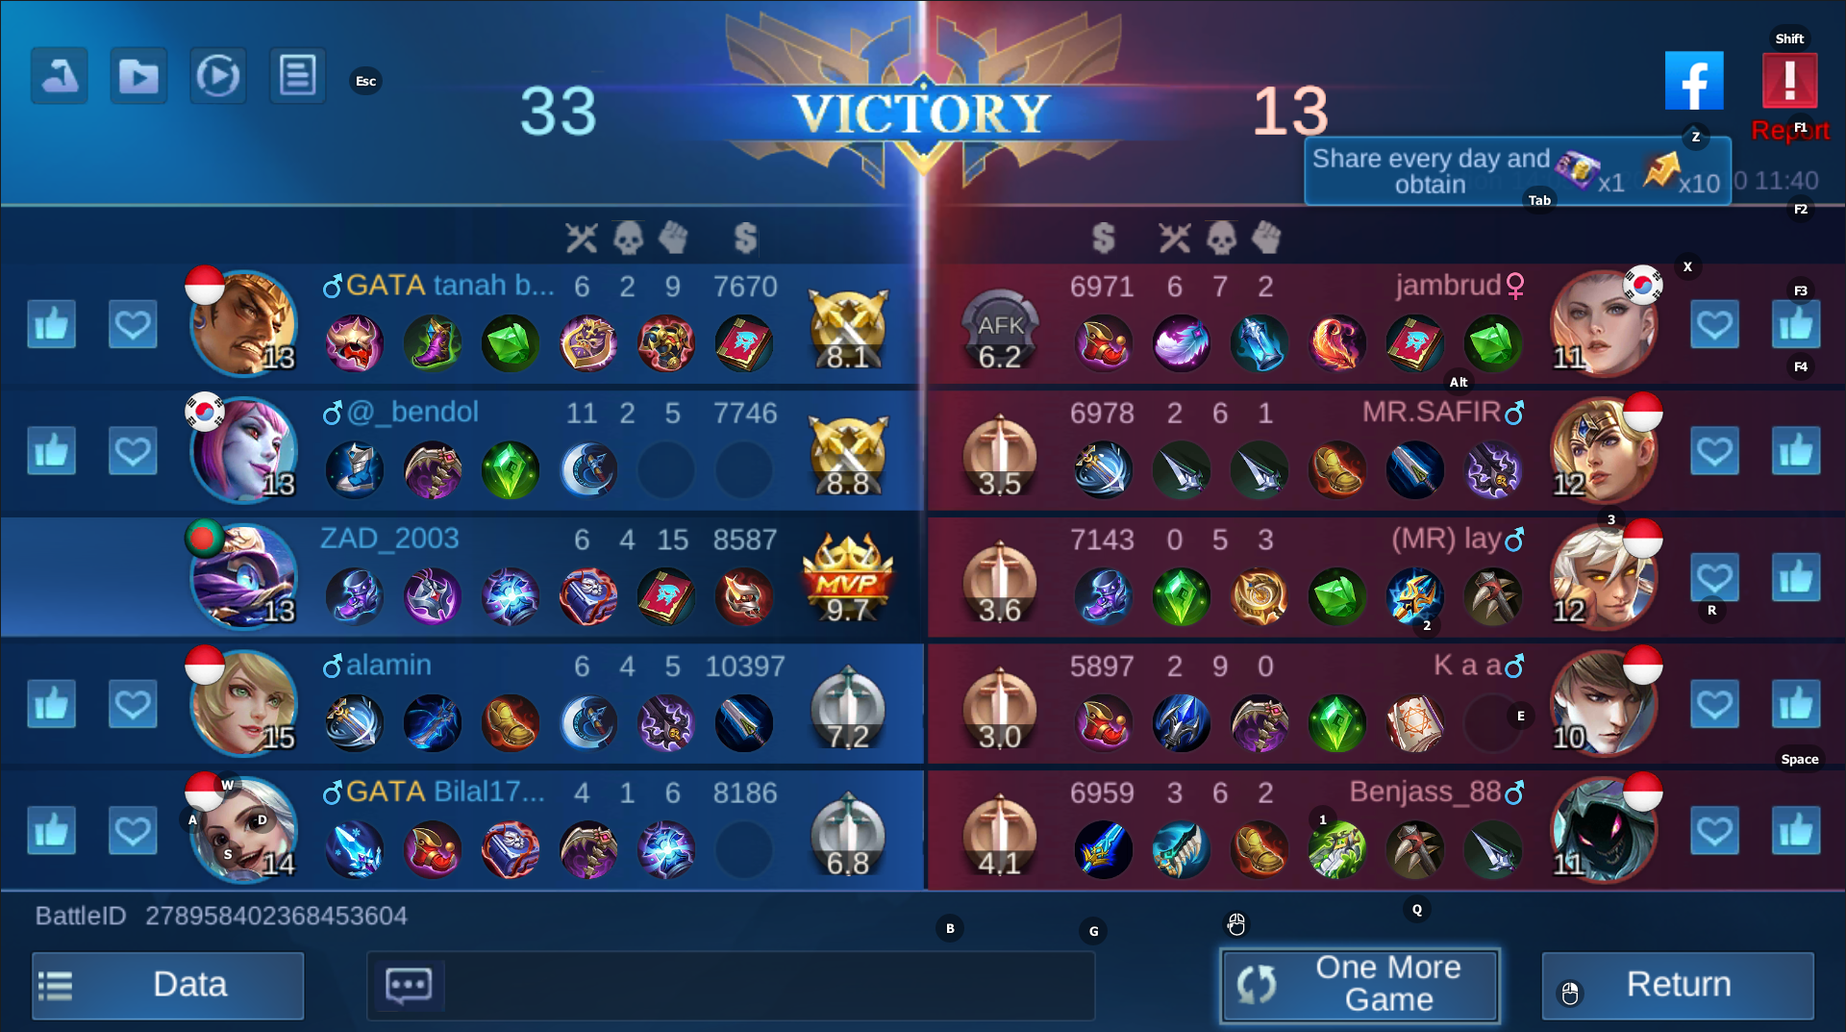 Esc
33
VICTORY
13
Shift
Z
Report
F1
Share every day and
obtain
x1
x10
0 11:40
Tab
F2
GATA tanah b... 6 2 9 7670
13
8.1
AFK
6.2
6971 6 7 2 jambrud
11
X
F3
F4
Alt
@_bendol 11 2 5 7746
13
8.8
3.5
6978 2 6 1 MR.SAFIR
12
ZAD_2003 6 4 15 8587
13
MVP
9.7
3.6
7143 0 5 3 (MR) lay
3
12
2
R
alamin 6 4 5 10397
15
7.2
3.0
5897 2 9 0 K a a
10
E
Space
GATA Bilal17... 4 1 6 8186
W
A
D
S
14
6.8
4.1
6959 3 6 2 Benjass_88
1
11
BattleID 278958402368453604
B
G
Q
Data
One More
Game
Return